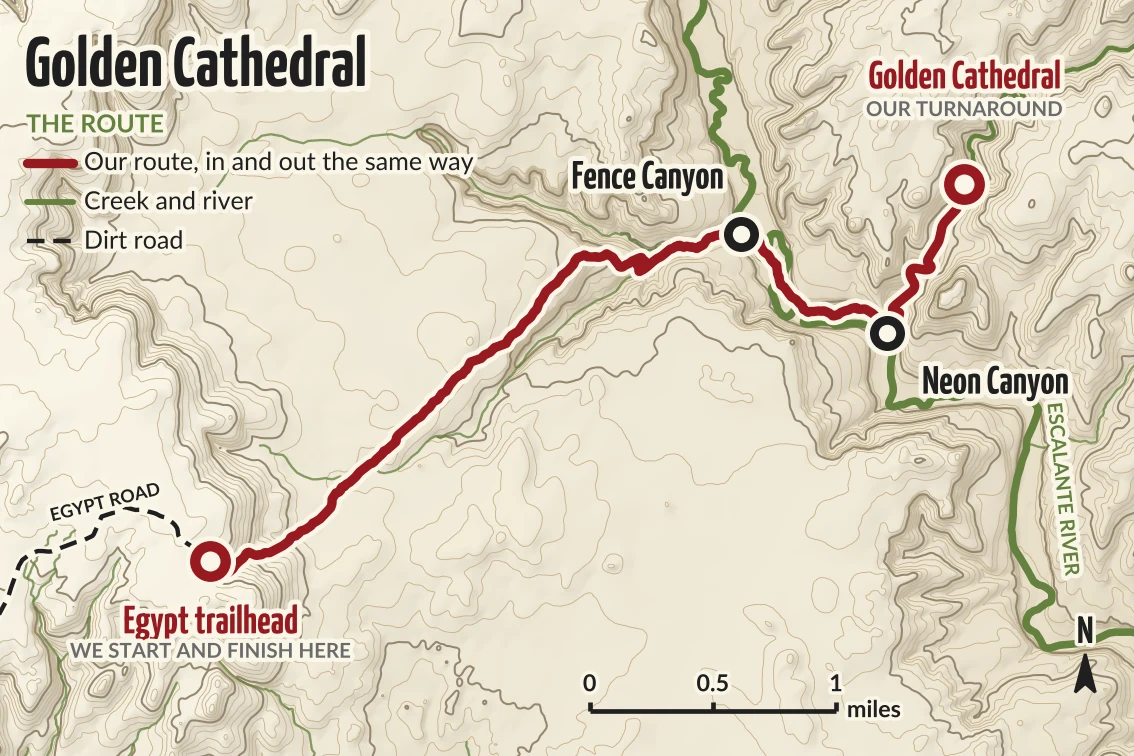 Golden Cathedral
THE ROUTE
Our route, in and out the same way
Creek and river
Dirt road
Golden Cathedral
OUR TURNAROUND
Fence Canyon
Neon Canyon
ESCALANTE RIVER
EGYPT ROAD
Egypt trailhead
WE START AND FINISH HERE
N
0 0.5 1
miles